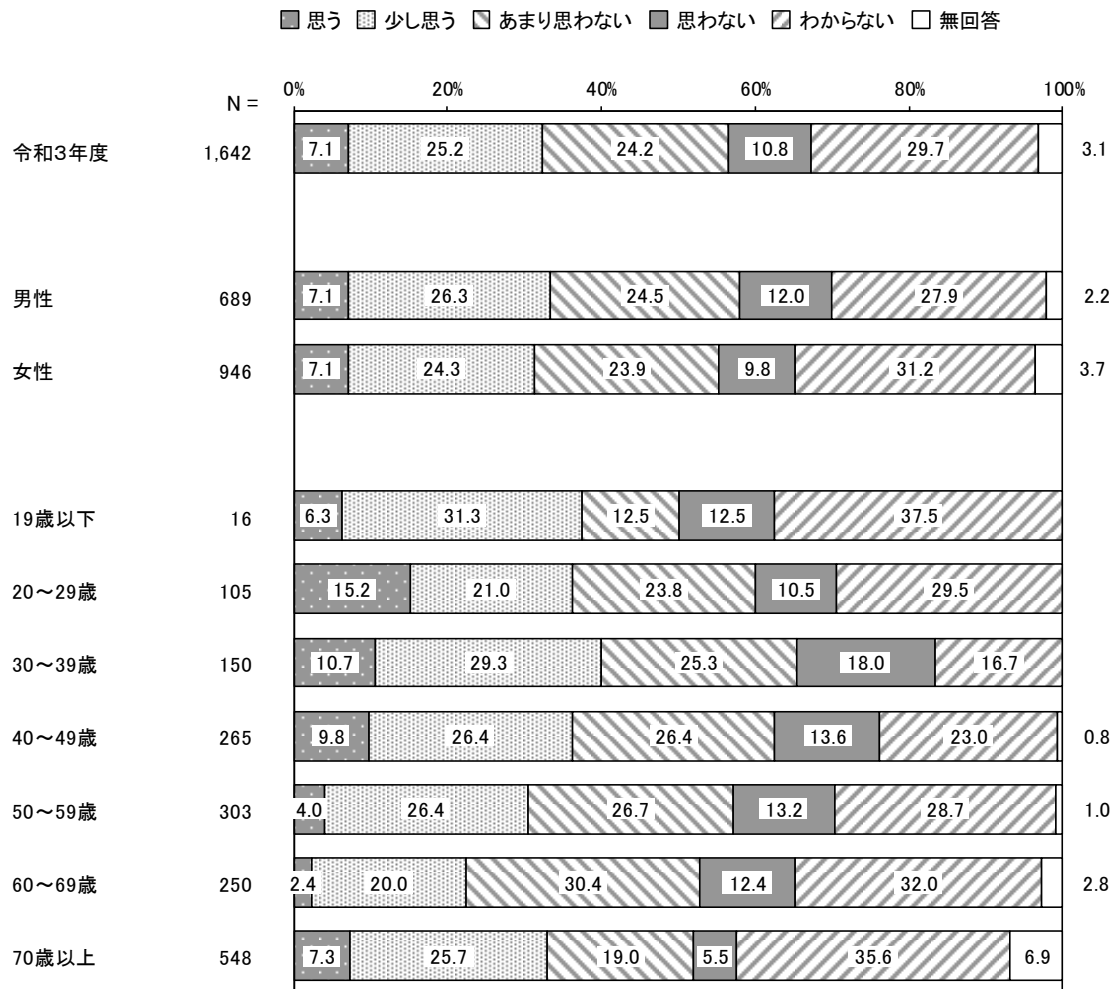 思う 少し思う あまり思わない 思わない わからない 無回答
0% 20% 40% 60% 80% 100%
N =
令和3年度 1,642 7.1 25.2 24.2 10.8 29.7 3.1
男性 689 7.1 26.3 24.5 12.0 27.9 2.2
女性 946 7.1 24.3 23.9 9.8 31.2 3.7
19歳以下 16 6.3 31.3 12.5 12.5 37.5
20～29歳 105 15.2 21.0 23.8 10.5 29.5
30～39歳 150 10.7 29.3 25.3 18.0 16.7
40～49歳 265 9.8 26.4 26.4 13.6 23.0 0.8
50～59歳 303 4.0 26.4 26.7 13.2 28.7 1.0
60～69歳 250 2.4 20.0 30.4 12.4 32.0 2.8
70歳以上 548 7.3 25.7 19.0 5.5 35.6 6.9